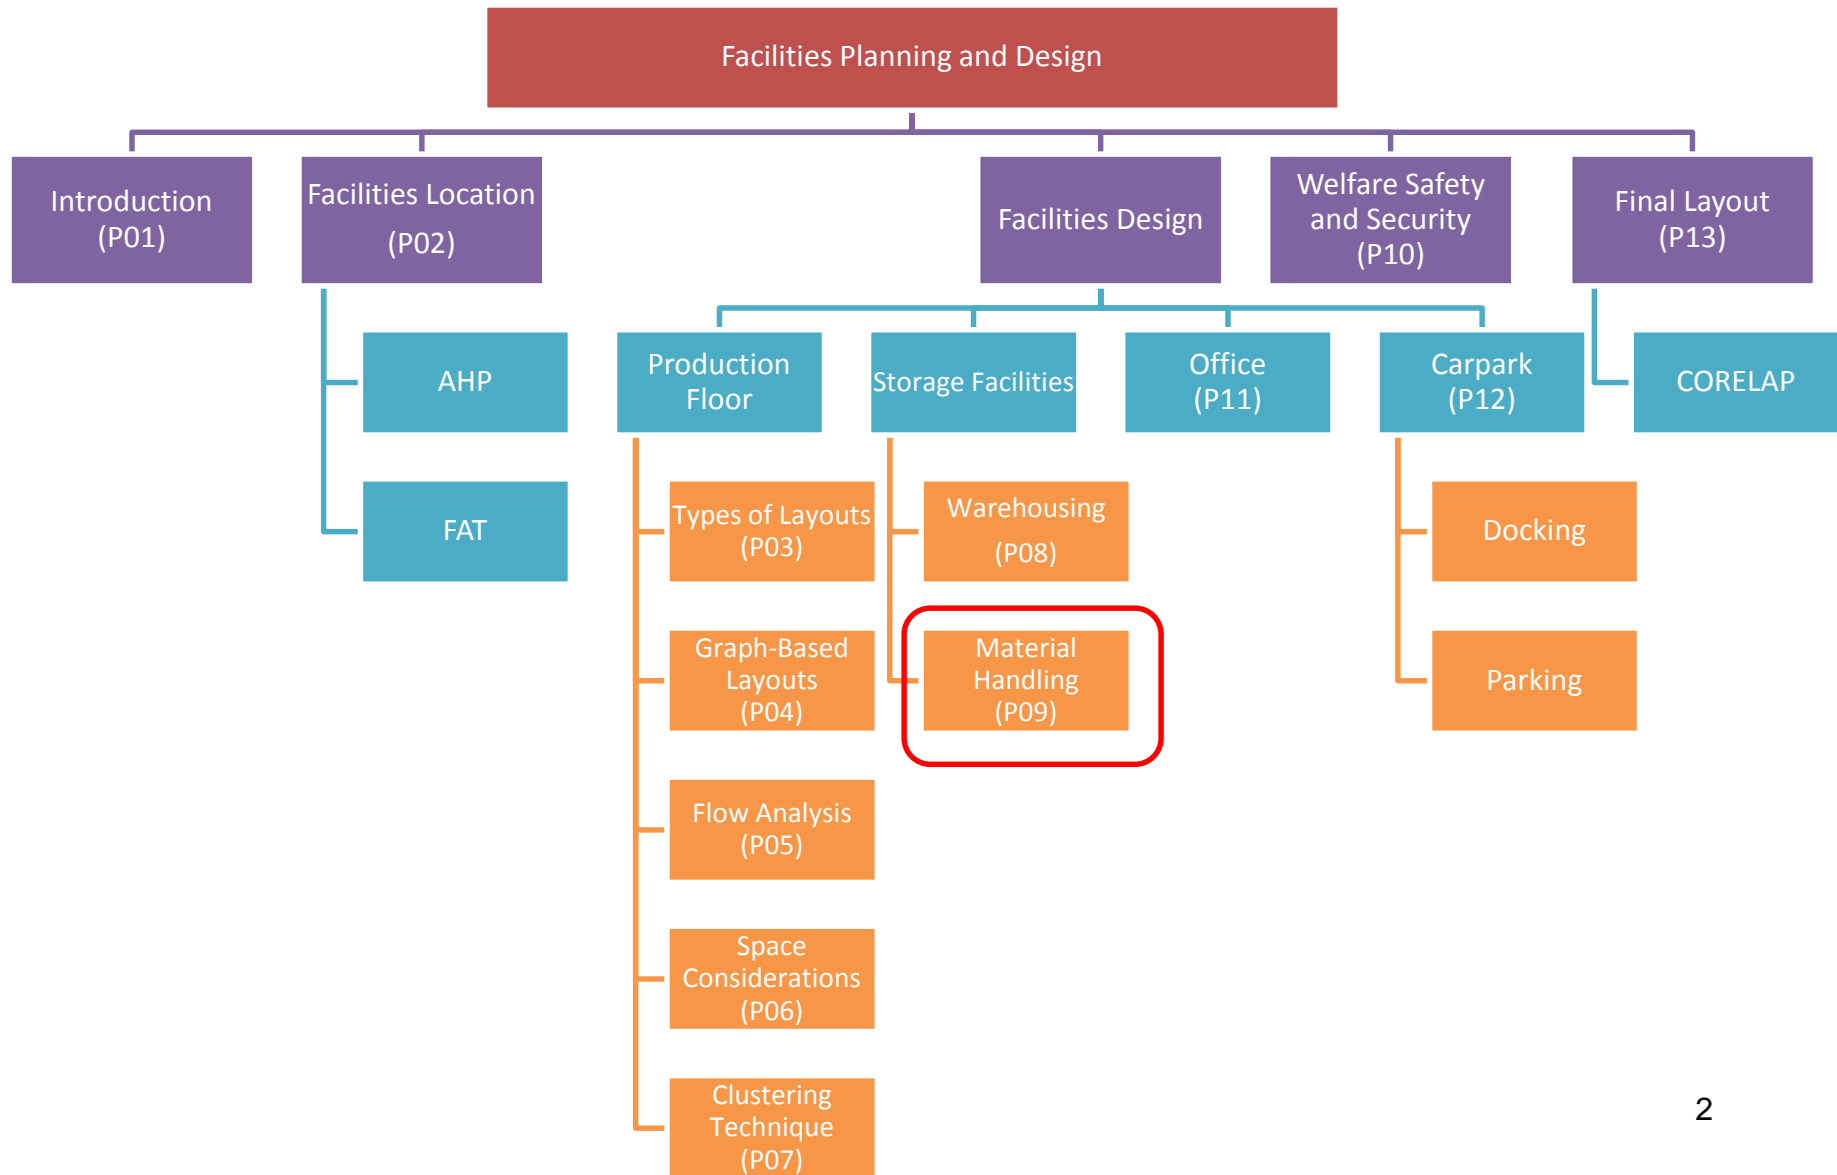 Facilities Planning and Design
Introduction
(P01)
Facilities Location
(P02)
Facilities Design
Welfare Safety
and Security
(P10)
Final Layout
(P13)
AHP
FAT
Production
Floor
Storage Facilities
Office
(P11)
Carpark
(P12)
CORELAP
Types of Layouts
(P03)
Graph-Based
Layouts
(P04)
Flow Analysis
(P05)
Space
Considerations
(P06)
Clustering
Technique
(P07)
Warehousing
(P08)
Material
Handling
(P09)
Docking
Parking
2